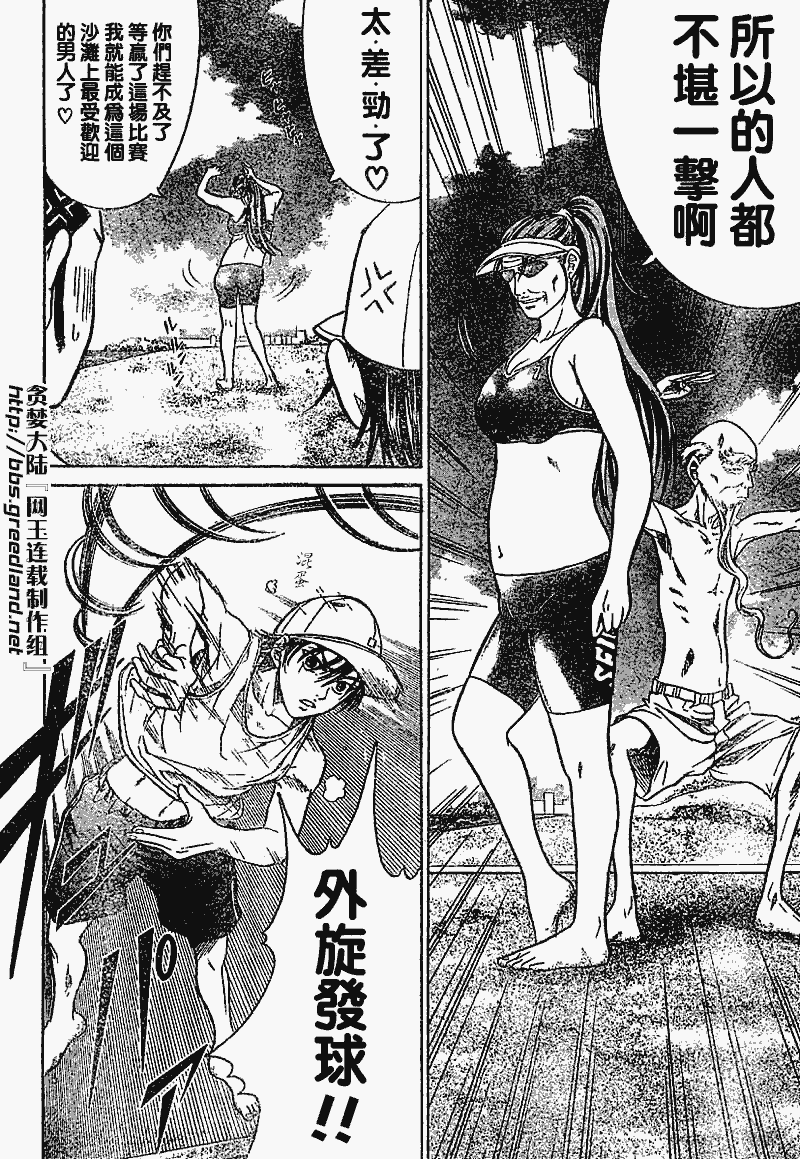 所以的人都
不堪一擊啊
太.差.勁.了♡
你們趕不及了
等贏了這場比賽
我就能成爲這個
沙灘上最受歡迎
的男人了♡
混蛋
外旋發球!!
贪婪大陆『网王连载制作组』
http://bbs.greedland.net